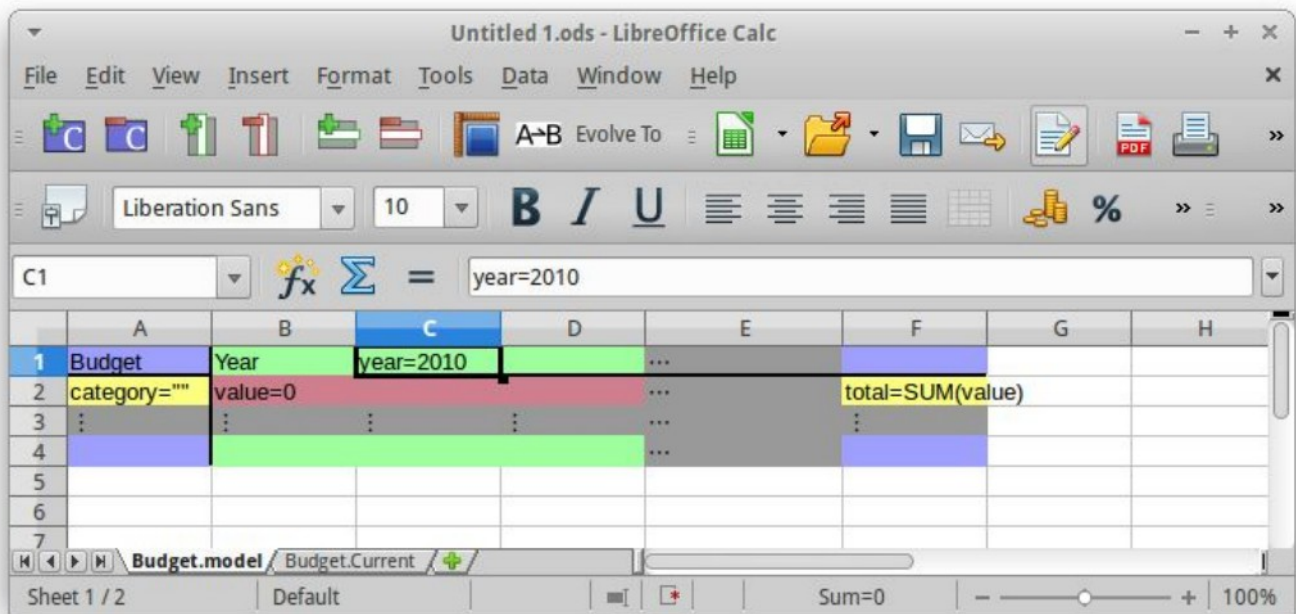 Untitled 1.ods - LibreOffice Calc
File Edit View Insert Format Tools Data Window Help
C C A→B Evolve To PDF
Liberation Sans 10 B I U %
C1 fx Σ = year=2010
A B C D E F G H
1 Budget Year year=2010 ...
2 category="" value=0 ... total=SUM(value)
3 ⋮ ⋮ ⋮ ⋮ ... ⋮
4 ...
5
6
7
Budget.model Budget.Current
Sheet 1 / 2 Default Sum=0 100%